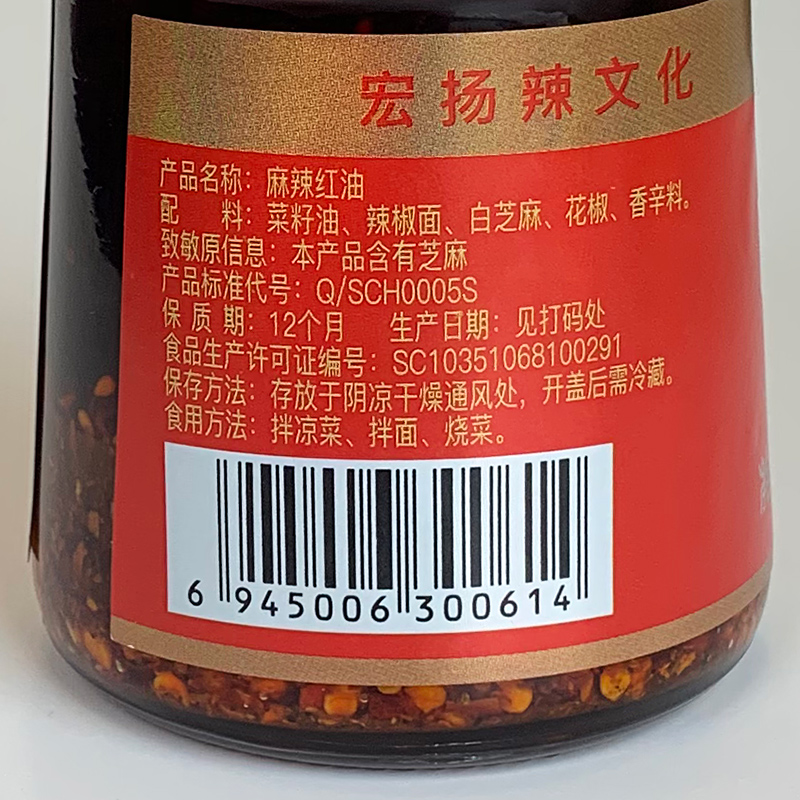 宏扬辣文化
产品名称：麻辣红油
配 料：菜籽油、辣椒面、白芝麻、花椒、香辛料。
致敏原信息：本产品含有芝麻
产品标准代号：Q/SCH0005S
保 质 期：12个月 生产日期：见打码处
食品生产许可证编号：SC10351068100291
保存方法：存放于阴凉干燥通风处，开盖后需冷藏。
食用方法：拌凉菜、拌面、烧菜。
6 945006 300614